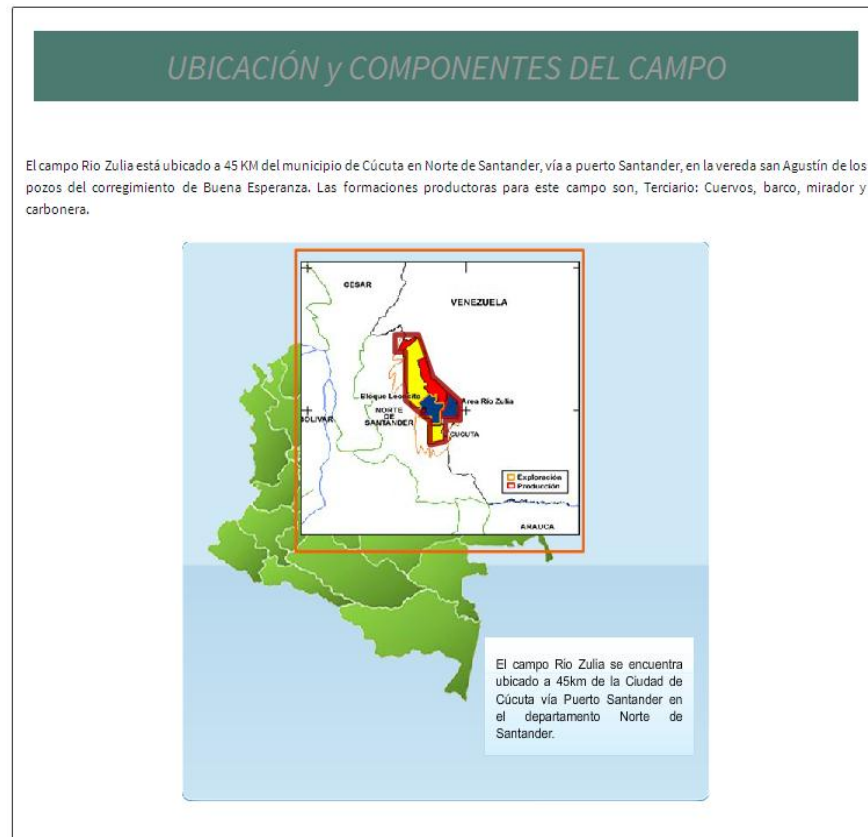 UBICACIÓN y COMPONENTES DEL CAMPO
El campo Rio Zulia está ubicado a 45 KM del municipio de Cúcuta en Norte de Santander, vía a puerto Santander, en la vereda san Agustín de los
pozos del corregimiento de Buena Esperanza. Las formaciones productoras para este campo son, Terciario: Cuervos, barco, mirador y
carbonera.
CESAR
VENEZUELA
Bloque Leoncito
Area Río Zulia
BOLIVAR
NORTE
DE
SANTANDER
CUCUTA
Exploración
Producción
ARAUCA
El campo Río Zulia se encuentra
ubicado a 45km de la Ciudad de
Cúcuta vía Puerto Santander en
el departamento Norte de
Santander.